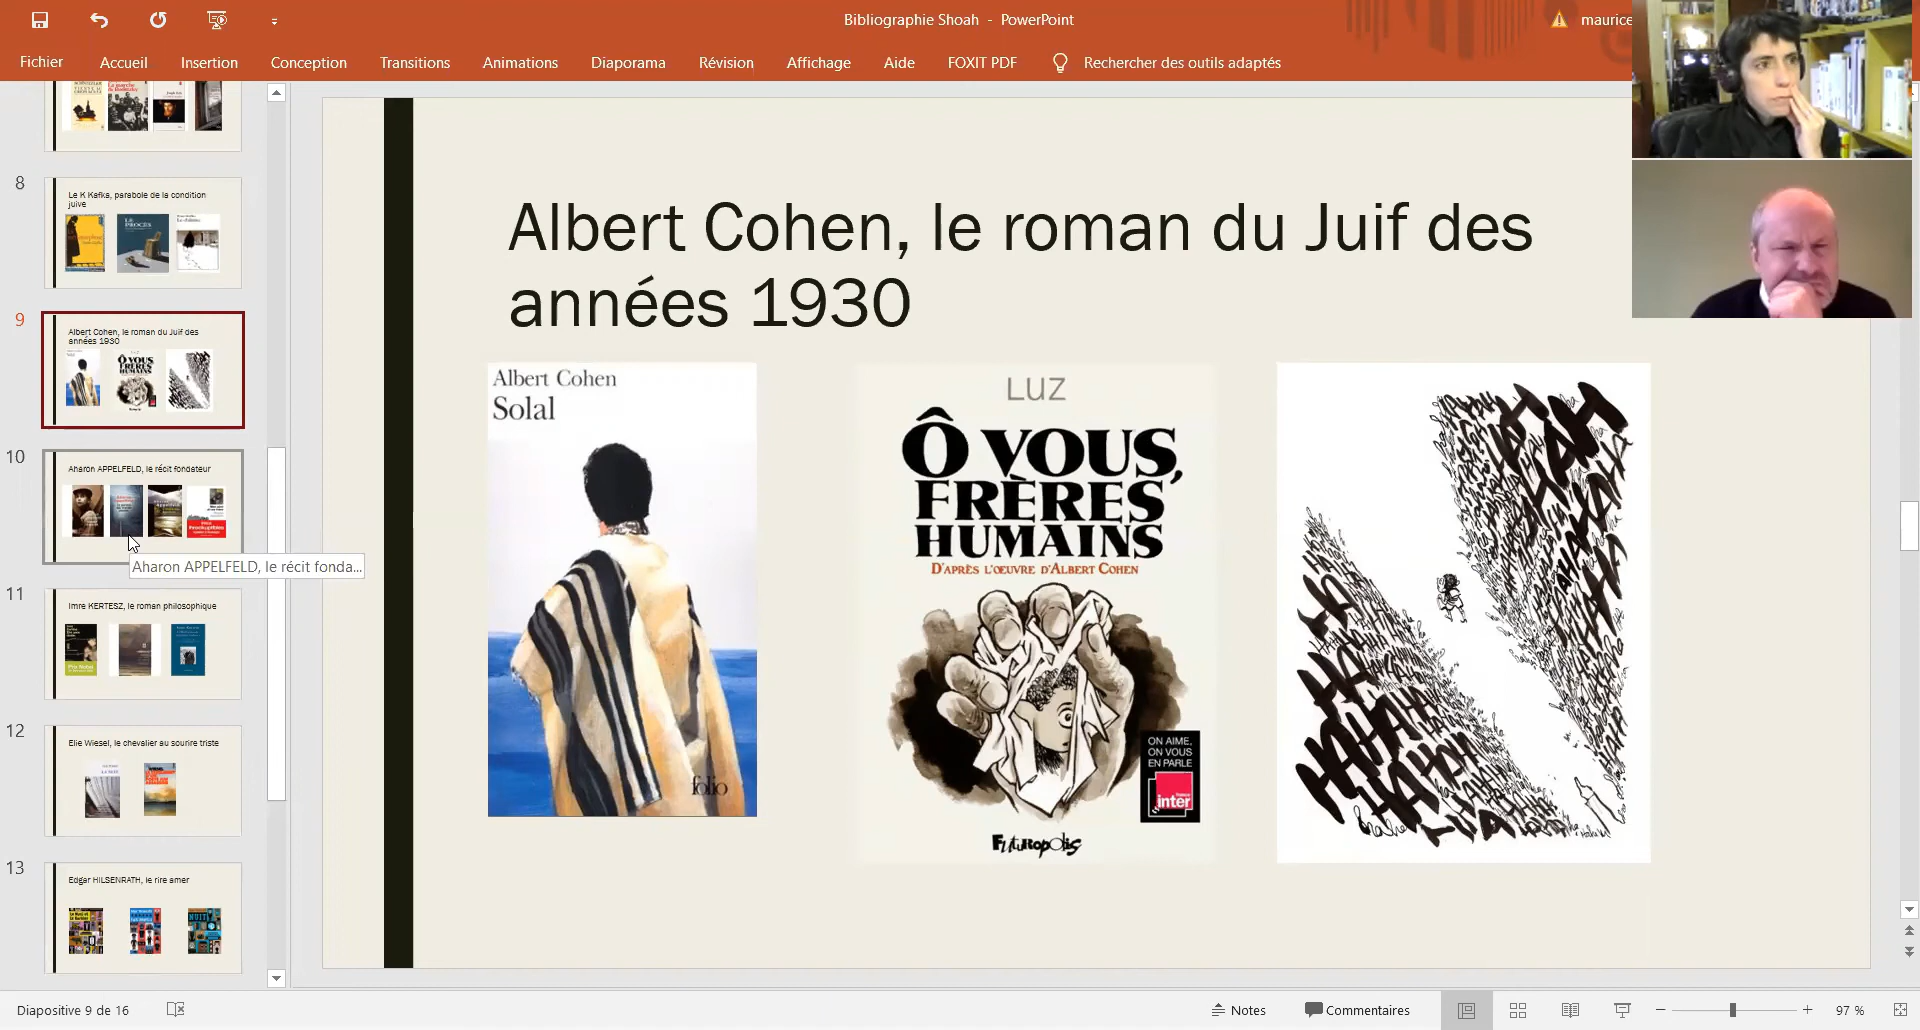 Bibliographie Shoah - PowerPoint
maurice
Fichier
Accueil
Insertion
Conception
Transitions
Animations
Diaporama
Révision
Affichage
Aide
FOXIT PDF
Rechercher des outils adaptés
8
Le K Kafka, parabole de la condition
juive
LE
PROCÈS
9
Albert Cohen, le roman du Juif des
années 1930
10
Aharon APPELFELD, le récit fondateur
Aharon APPELFELD, le récit fonda...
11
Imre KERTESZ, le roman philosophique
12
Elie Wiesel, le chevalier au sourire triste
13
Edgar HILSENRATH, le rire amer
Albert Cohen, le roman du Juif des
années 1930
Albert Cohen
Solal
folio
LUZ
Ô VOUS,
FRÈRES
HUMAINS
D'APRÈS L'ŒUVRE D'ALBERT COHEN
ON AIME,
ON VOUS
EN PARLE
france
inter
Futuropolis
Diapositive 9 de 16
Notes
Commentaires
97 %